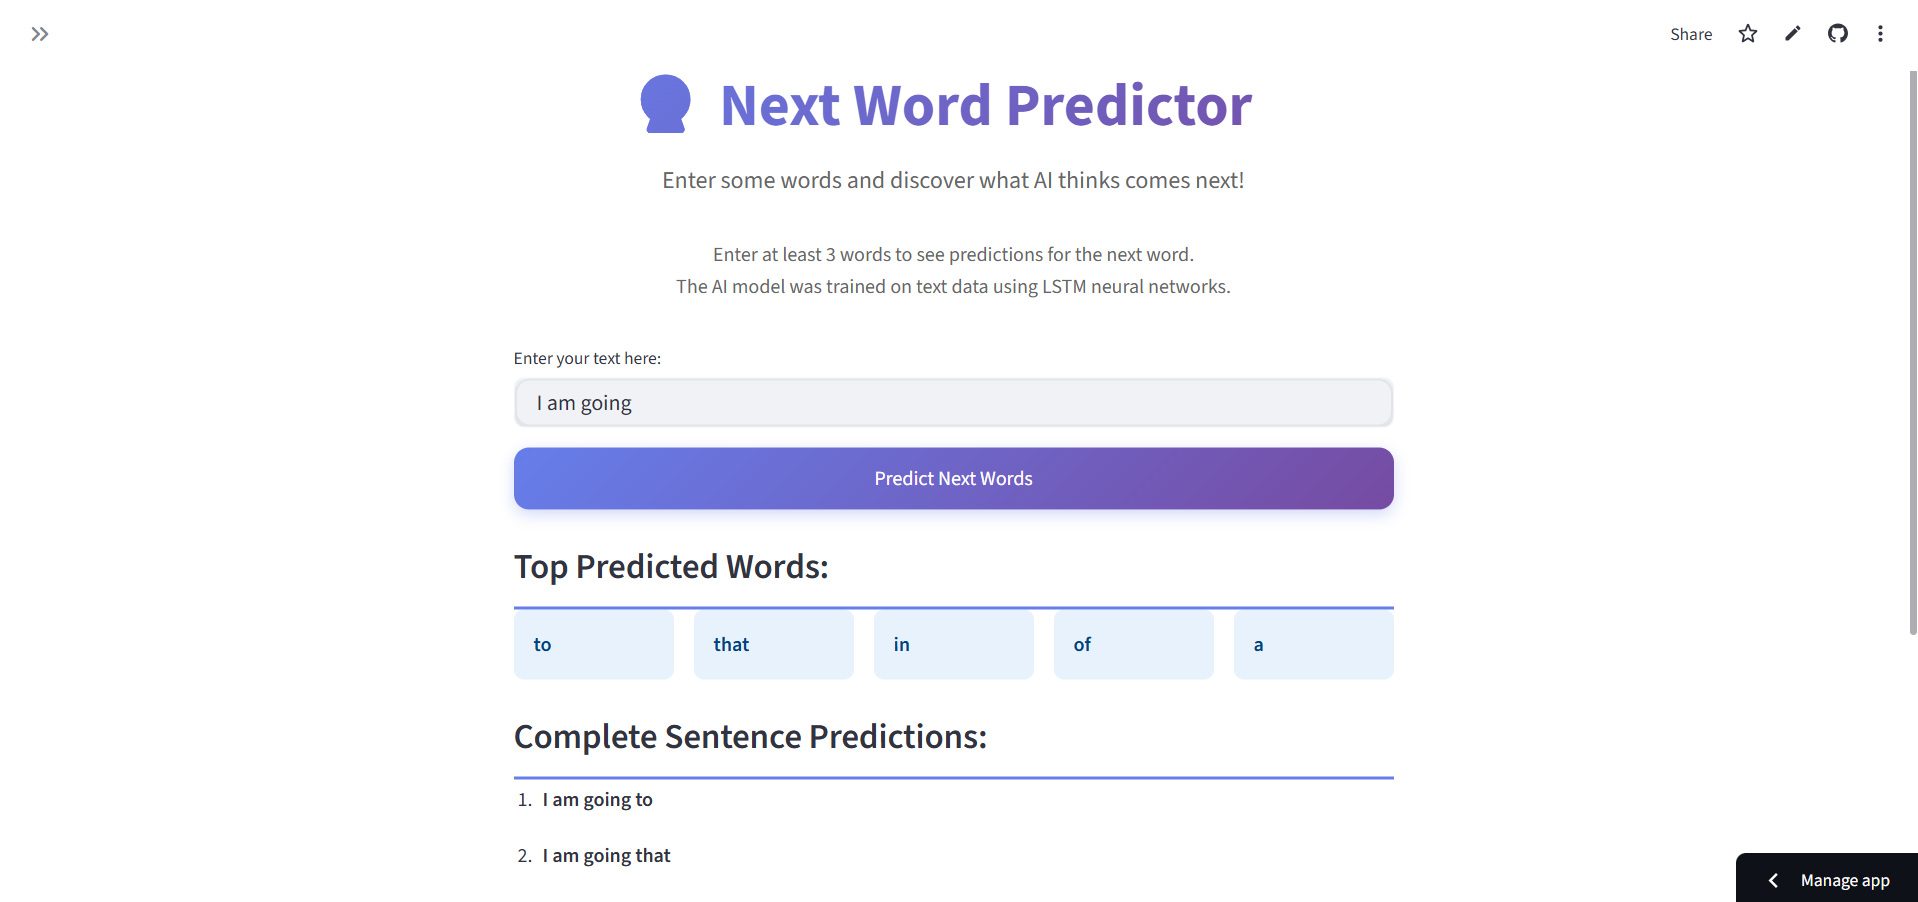 Share
Next Word Predictor
Enter some words and discover what AI thinks comes next!
Enter at least 3 words to see predictions for the next word.
The AI model was trained on text data using LSTM neural networks.
Enter your text here:
I am going
Predict Next Words
Top Predicted Words:
to that in of a
Complete Sentence Predictions:
1. I am going to
2. I am going that
Manage app